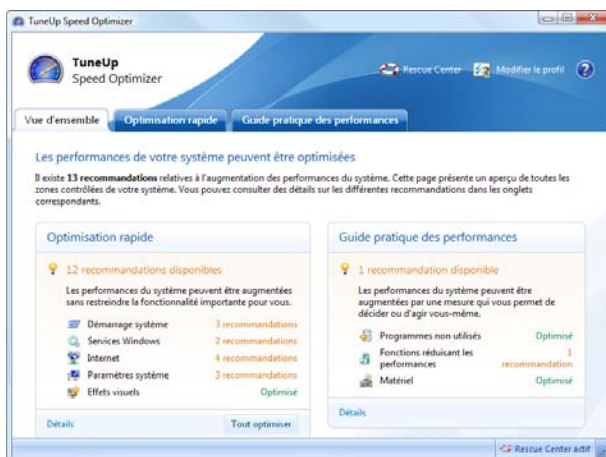 TuneUp Speed Optimizer
TuneUp
Speed Optimizer
Rescue Center
Modifier le profil
?
Vue d'ensemble
Optimisation rapide
Guide pratique des performances
Les performances de votre système peuvent être optimisées
Il existe 13 recommandations relatives à l'augmentation des performances du système. Cette page présente un aperçu de toutes les
zones contrôlées de votre système. Vous pouvez consulter des détails sur les différentes recommandations dans les onglets
correspondants.
Optimisation rapide
12 recommandations disponibles
Les performances du système peuvent être augmentées
sans restreindre la fonctionnalité importante pour vous.
Démarrage système 3 recommandations
Services Windows 2 recommandations
Internet 4 recommandations
Paramètres système 3 recommandations
Effets visuels Optimisé
Détails
Tout optimiser
Guide pratique des performances
1 recommandation disponible
Les performances du système peuvent être
augmentées par une mesure qui vous permet de
décider ou d'agir vous-même.
Programmes non utilisés Optimisé
Fonctions réduisant les 1
performances recommandation
Matériel Optimisé
Détails
Rescue Center actif